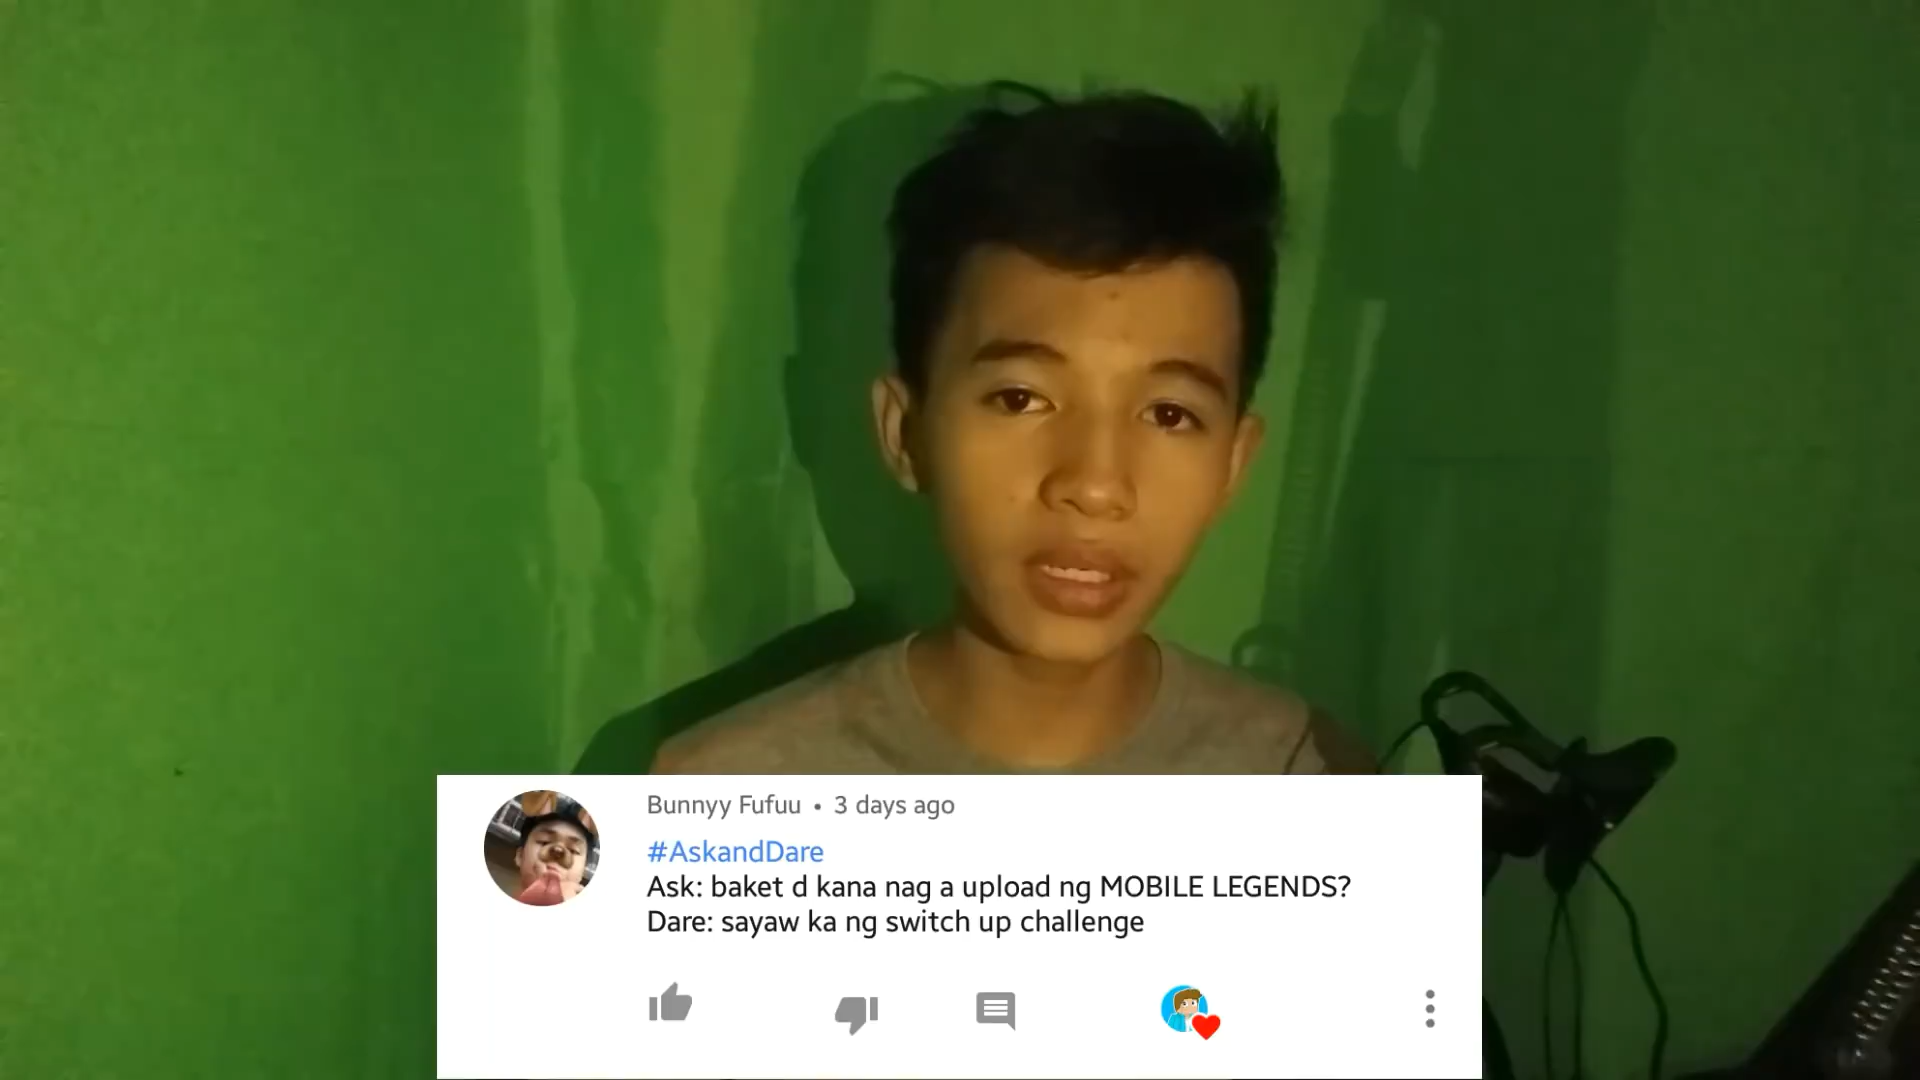 Bunnyy Fufuu • 3 days ago
#AskandDare
Ask: baket d kana nag a upload ng MOBILE LEGENDS?
Dare: sayaw ka ng switch up challenge